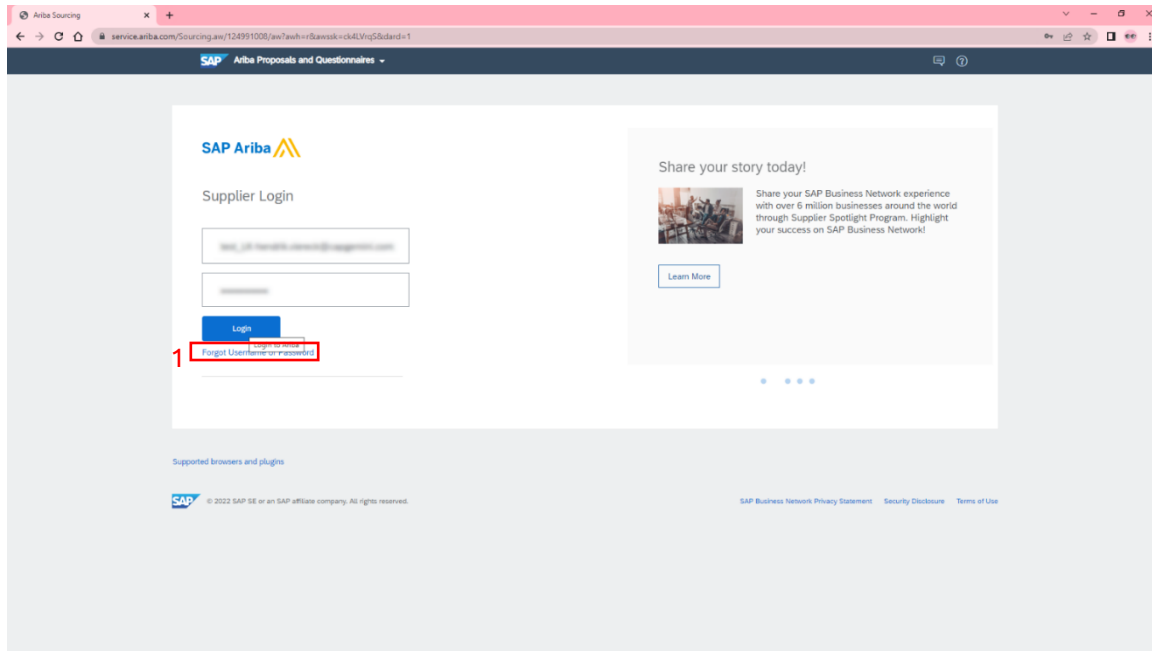 Ariba Sourcing
service.ariba.com/Sourcing.aw/124991008/aw?awh=r&awssk=ck4LVrqS&dard=1
SAP Ariba Proposals and Questionnaires
SAP Ariba
Supplier Login
Login
Login to Ariba
1
Forgot Username or Password
Share your story today!
Share your SAP Business Network experience
with over 6 million businesses around the world
through Supplier Spotlight Program. Highlight
your success on SAP Business Network!
Learn More
Supported browsers and plugins
SAP © 2022 SAP SE or an SAP affiliate company. All rights reserved.
SAP Business Network Privacy Statement Security Disclosure Terms of Use